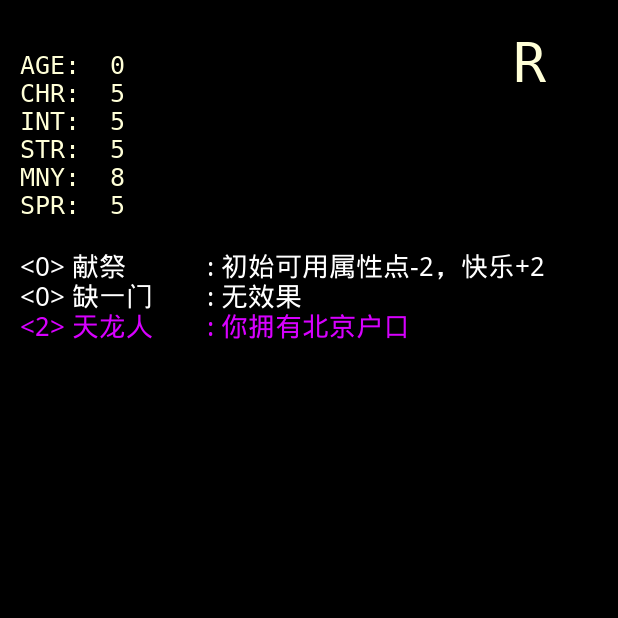 R
AGE: 0
CHR: 5
INT: 5
STR: 5
MNY: 8
SPR: 5
<0> 献祭 : 初始可用属性点-2，快乐+2
<0> 缺一门 : 无效果
<2> 天龙人 : 你拥有北京户口